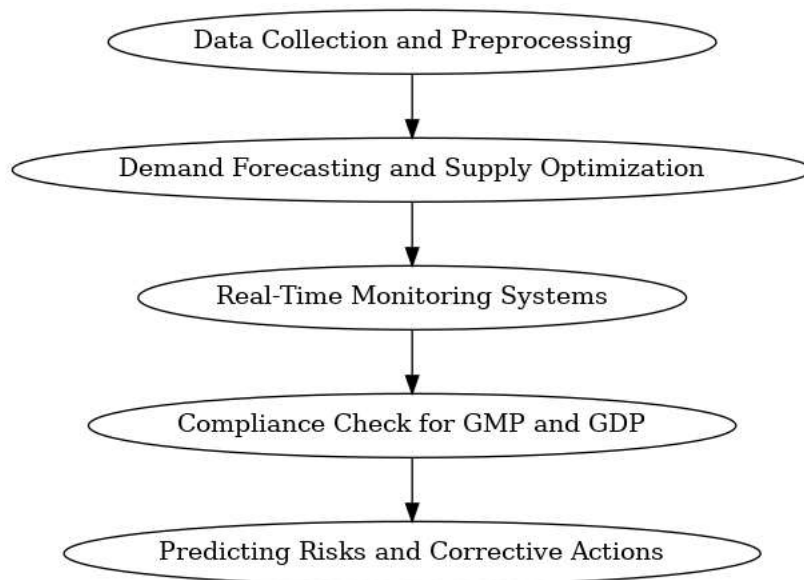 Data Collection and Preprocessing
Demand Forecasting and Supply Optimization
Real-Time Monitoring Systems
Compliance Check for GMP and GDP
Predicting Risks and Corrective Actions